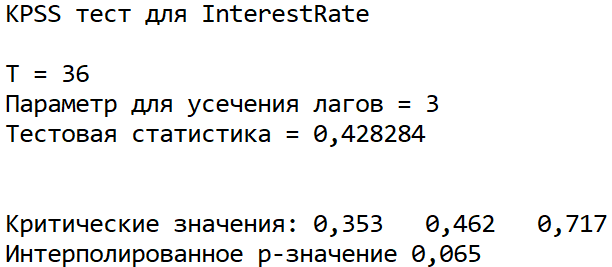 KPSS тест для InterestRate
T = 36
Параметр для усечения лагов = 3
Тестовая статистика = 0,428284
Критические значения: 0,353 0,462 0,717
Интерполированное p-значение 0,065